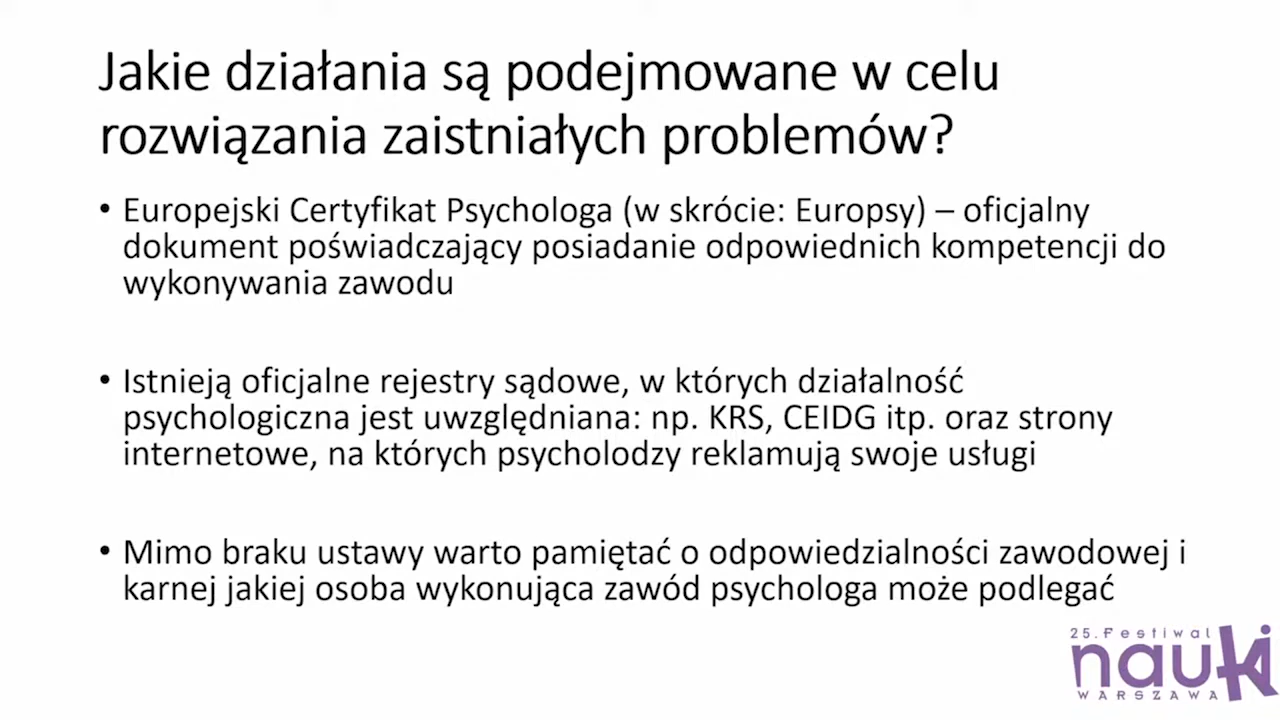 Jakie działania są podejmowane w celu
rozwiązania zaistniałych problemów?
• Europejski Certyfikat Psychologa (w skrócie: Europsy) – oficjalny
dokument poświadczający posiadanie odpowiednich kompetencji do
wykonywania zawodu
• Istnieją oficjalne rejestry sądowe, w których działalność
psychologiczna jest uwzględniana: np. KRS, CEIDG itp. oraz strony
internetowe, na których psycholodzy reklamują swoje usługi
• Mimo braku ustawy warto pamiętać o odpowiedzialności zawodowej i
karnej jakiej osoba wykonująca zawód psychologa może podlegać
25. Festiwal
nauki
WARSZAWA